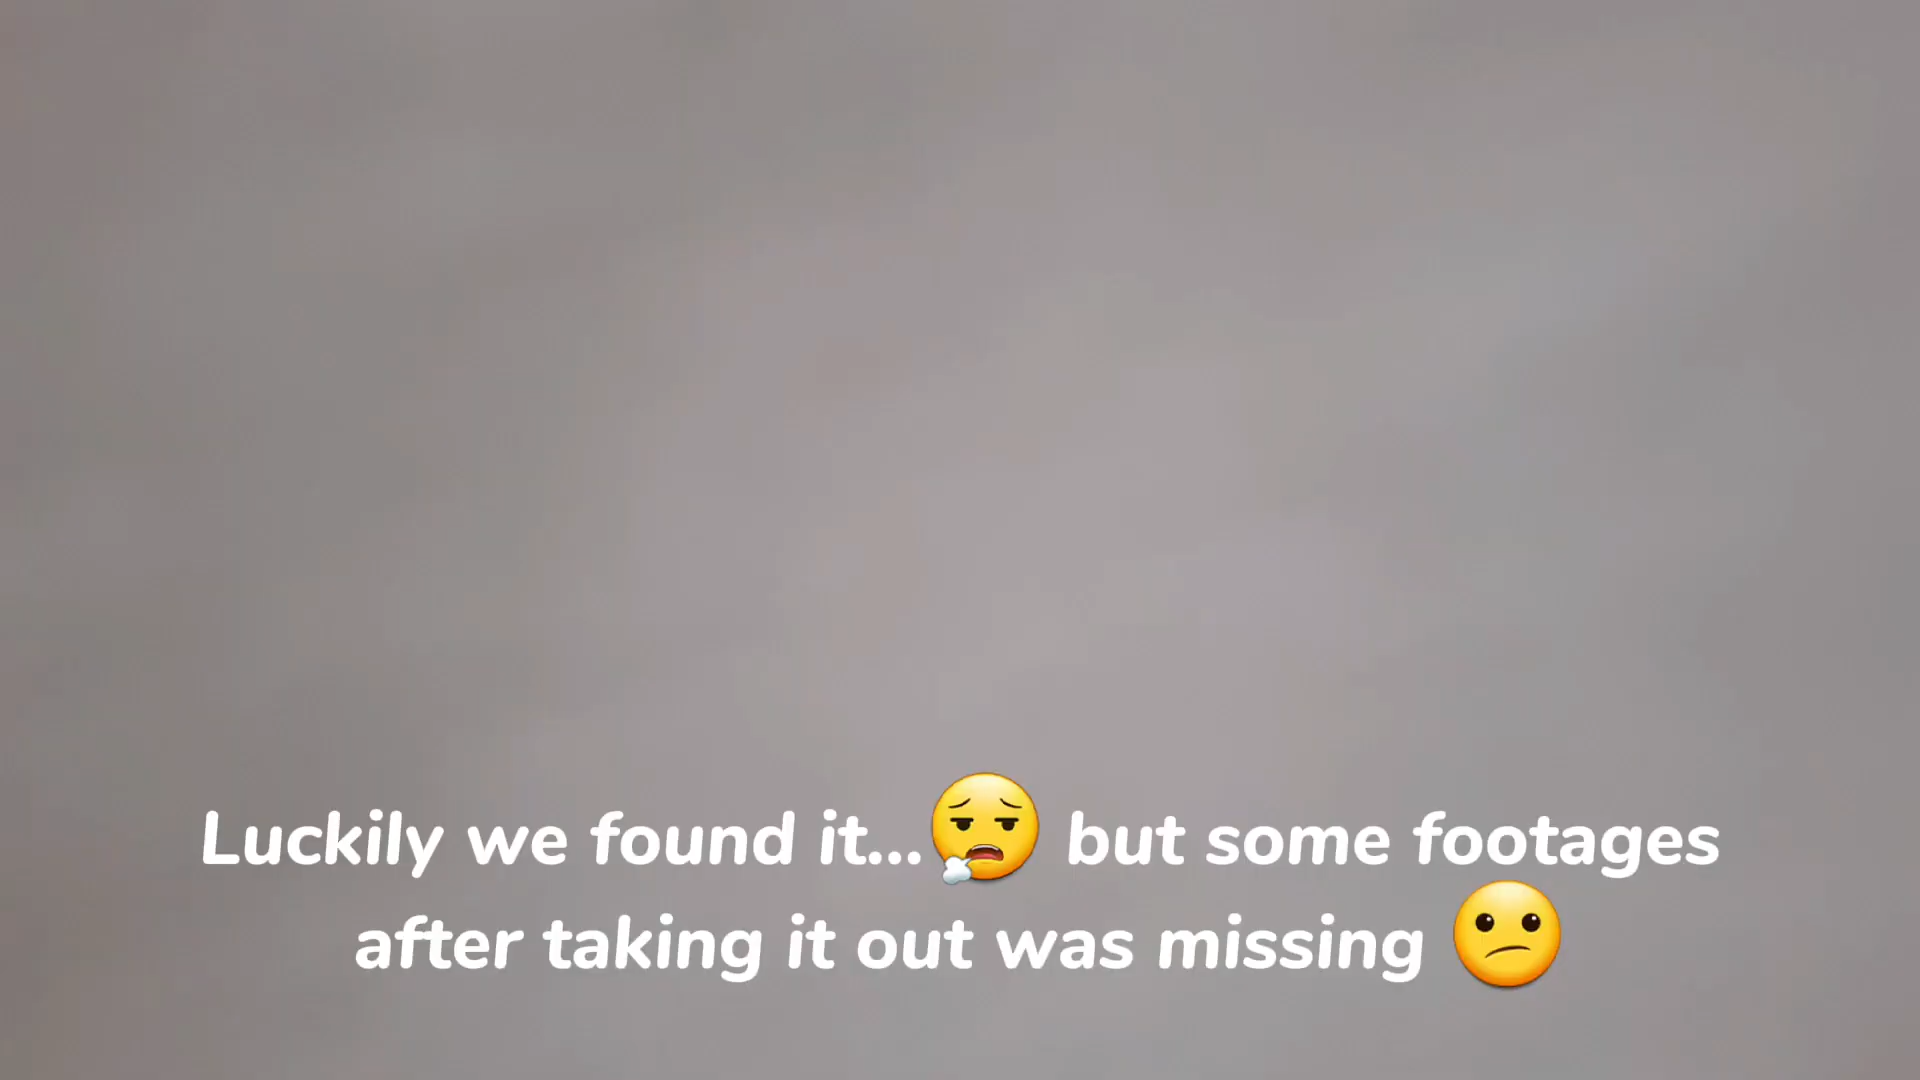 Luckily we found it...😮‍💨 but some footages
after taking it out was missing 😕